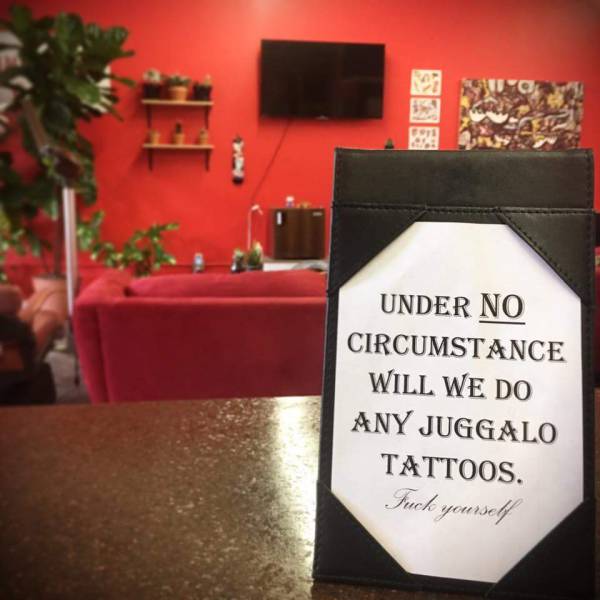 UNDER NO
CIRCUMSTANCE
WILL WE DO
ANY JUGGALO
TATTOOS.
Fuck yourself